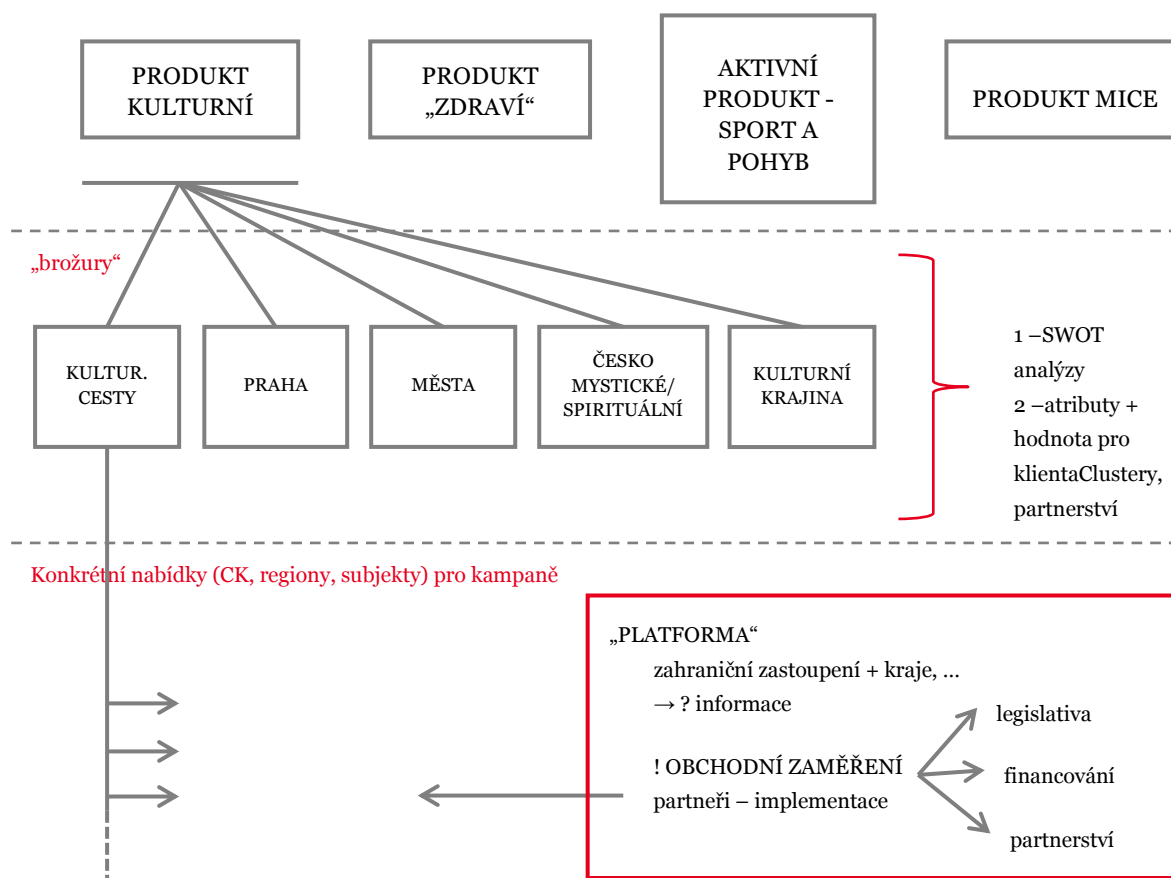 PRODUKT
KULTURNÍ
PRODUKT
„ZDRAVÍ“
AKTIVNÍ
PRODUKT -
SPORT A
POHYB
PRODUKT MICE
„brožury“
KULTUR.
CESTY
PRAHA
MĚSTA
ČESKO
MYSTICKÉ/
SPIRITUÁLNÍ
KULTURNÍ
KRAJINA
1 –SWOT
analýzy
2 –atributy +
hodnota pro
klientaClustery,
partnerství
Konkrétní nabídky (CK, regiony, subjekty) pro kampaně
„PLATFORMA“
zahraniční zastoupení + kraje, ...
→ ? informace
! OBCHODNÍ ZAMĚŘENÍ
partneři – implementace
legislativa
financování
partnerství